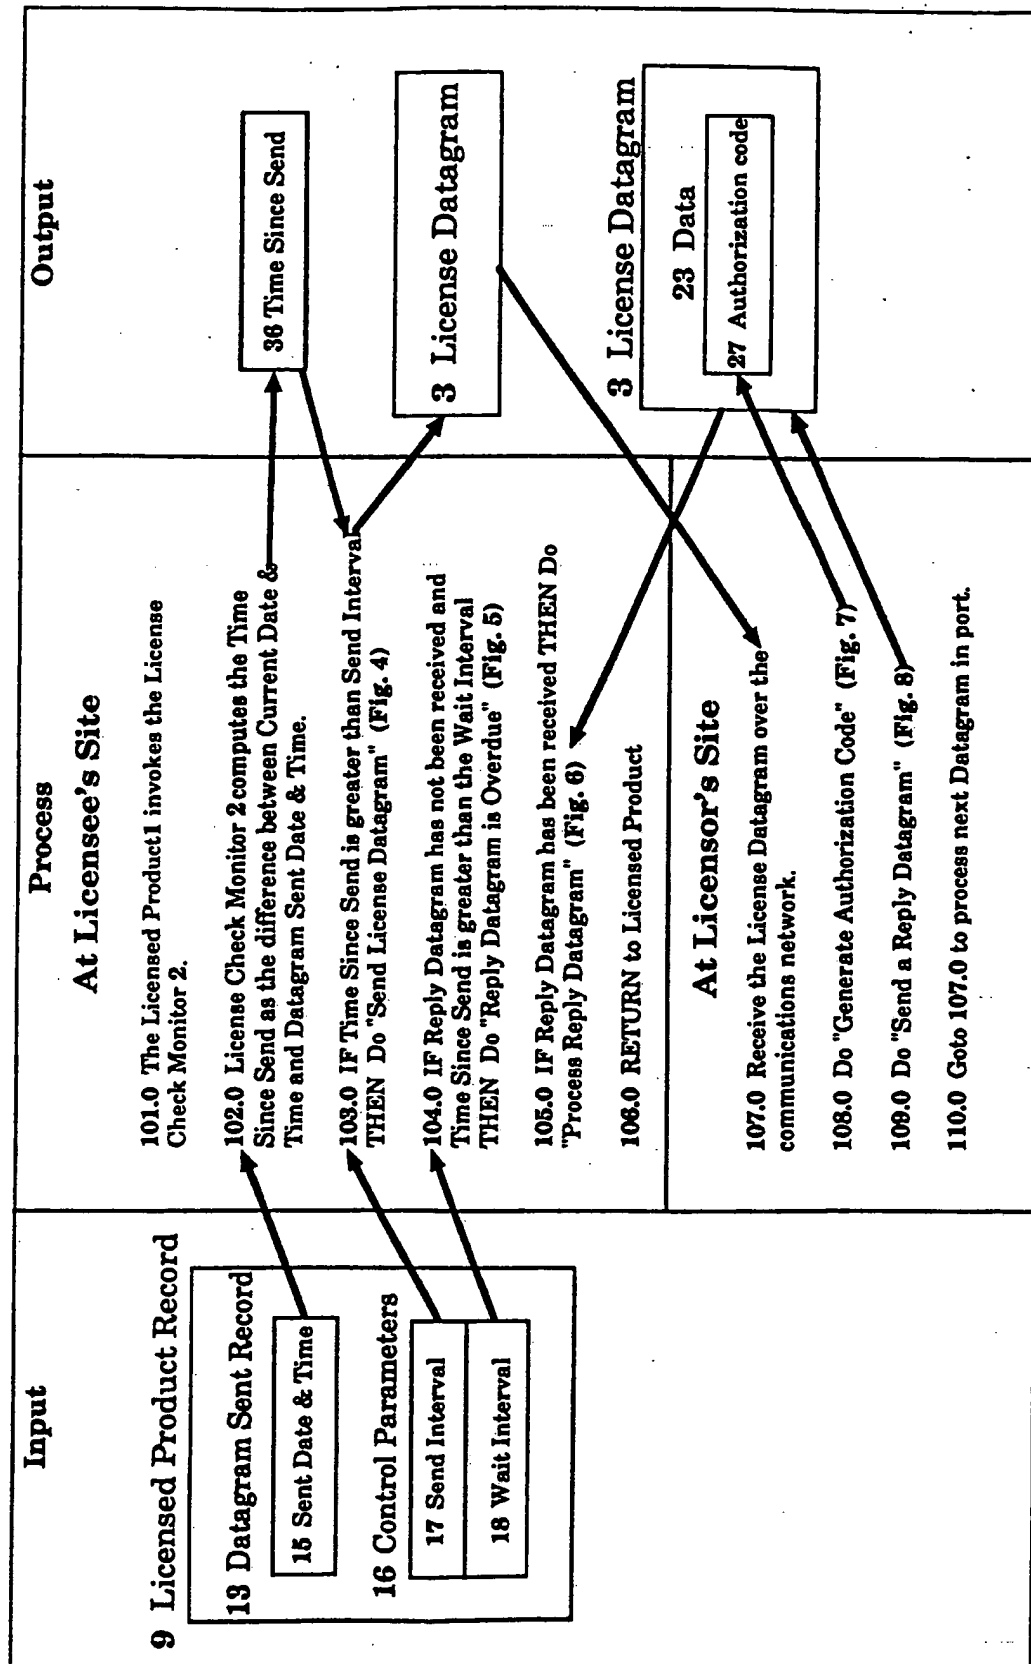 Input
9 Licensed Product Record
13 Datagram Sent Record
15 Sent Date & Time
16 Control Parameters
17 Send Interval
18 Wait Interval
Process
At Licensee's Site
101.0 The Licensed Product1 invokes the License
Check Monitor 2.
102.0 License Check Monitor 2 computes the Time
Since Send as the difference between Current Date &
Time and Datagram Sent Date & Time.
103.0 IF Time Since Send is greater than Send Interval
THEN Do "Send License Datagram" (Fig. 4)
104.0 IF Reply Datagram has not been received and
Time Since Send is greater than the Wait Interval
THEN Do "Reply Datagram is Overdue" (Fig. 5)
105.0 IF Reply Datagram has been received THEN Do
"Process Reply Datagram" (Fig. 6)
106.0 RETURN to Licensed Product
At Licensor's Site
107.0 Receive the License Datagram over the
communications network.
108.0 Do "Generate Authorization Code" (Fig. 7)
109.0 Do "Send a Reply Datagram" (Fig. 8)
110.0 Goto 107.0 to process next Datagram in port.
Output
36 Time Since Send
3 License Datagram
3 License Datagram
23 Data
27 Authorization code